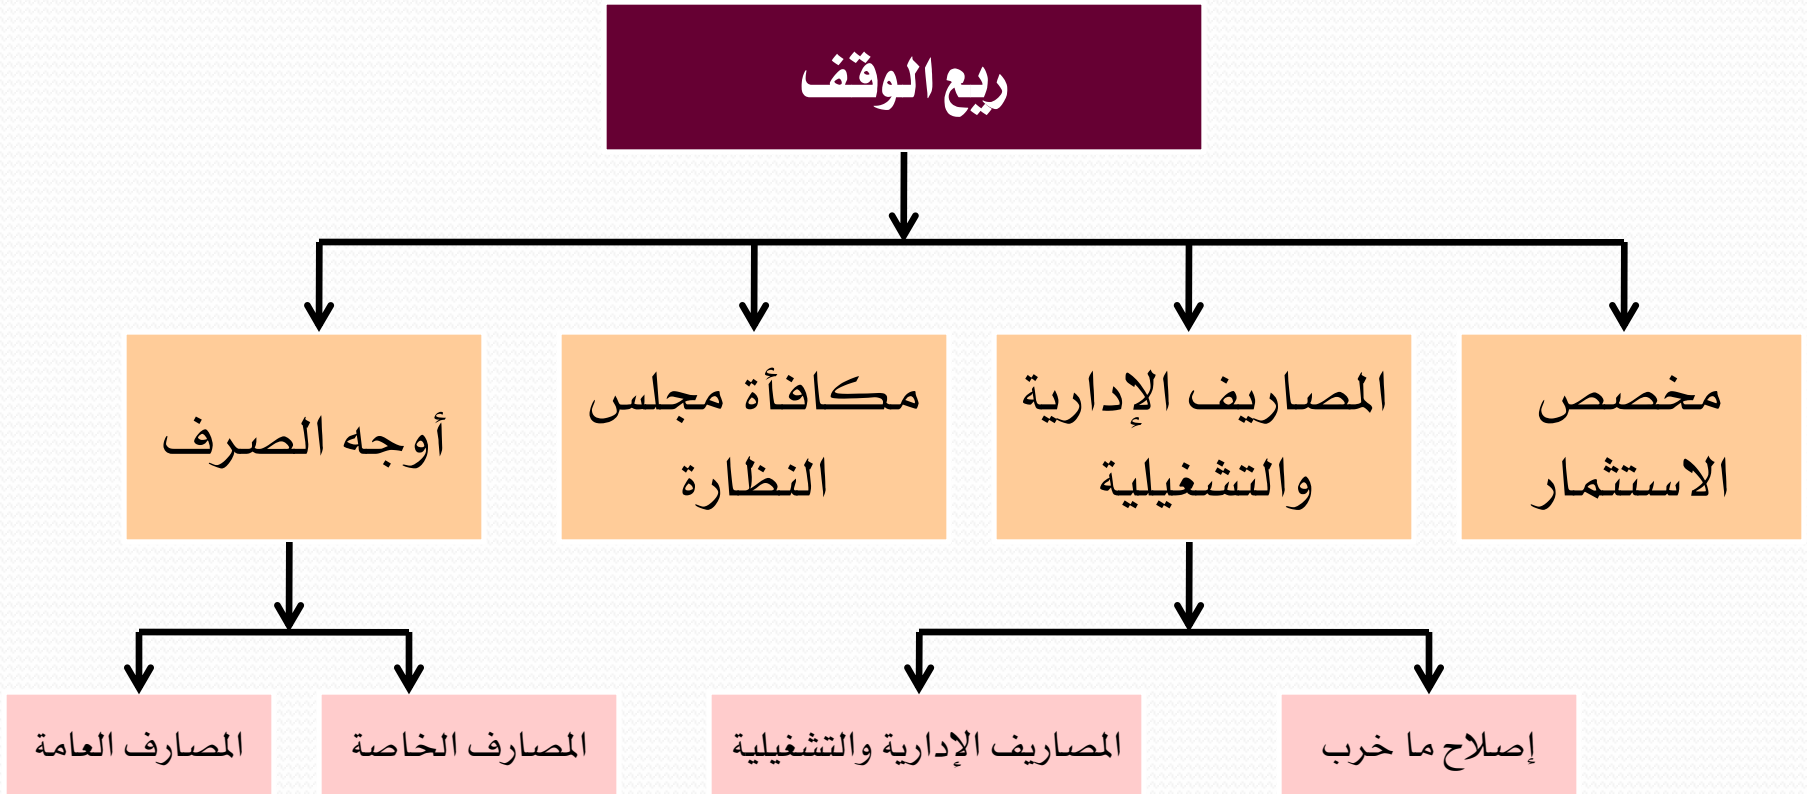 ريع الوقف
مخصص
الاستثمار
المصاريف الإدارية
والتشغيلية
مكافأة مجلس
النظارة
أوجه الصرف
إصلاح ما خرب
المصاريف الإدارية والتشغيلية
المصارف الخاصة
المصارف العامة